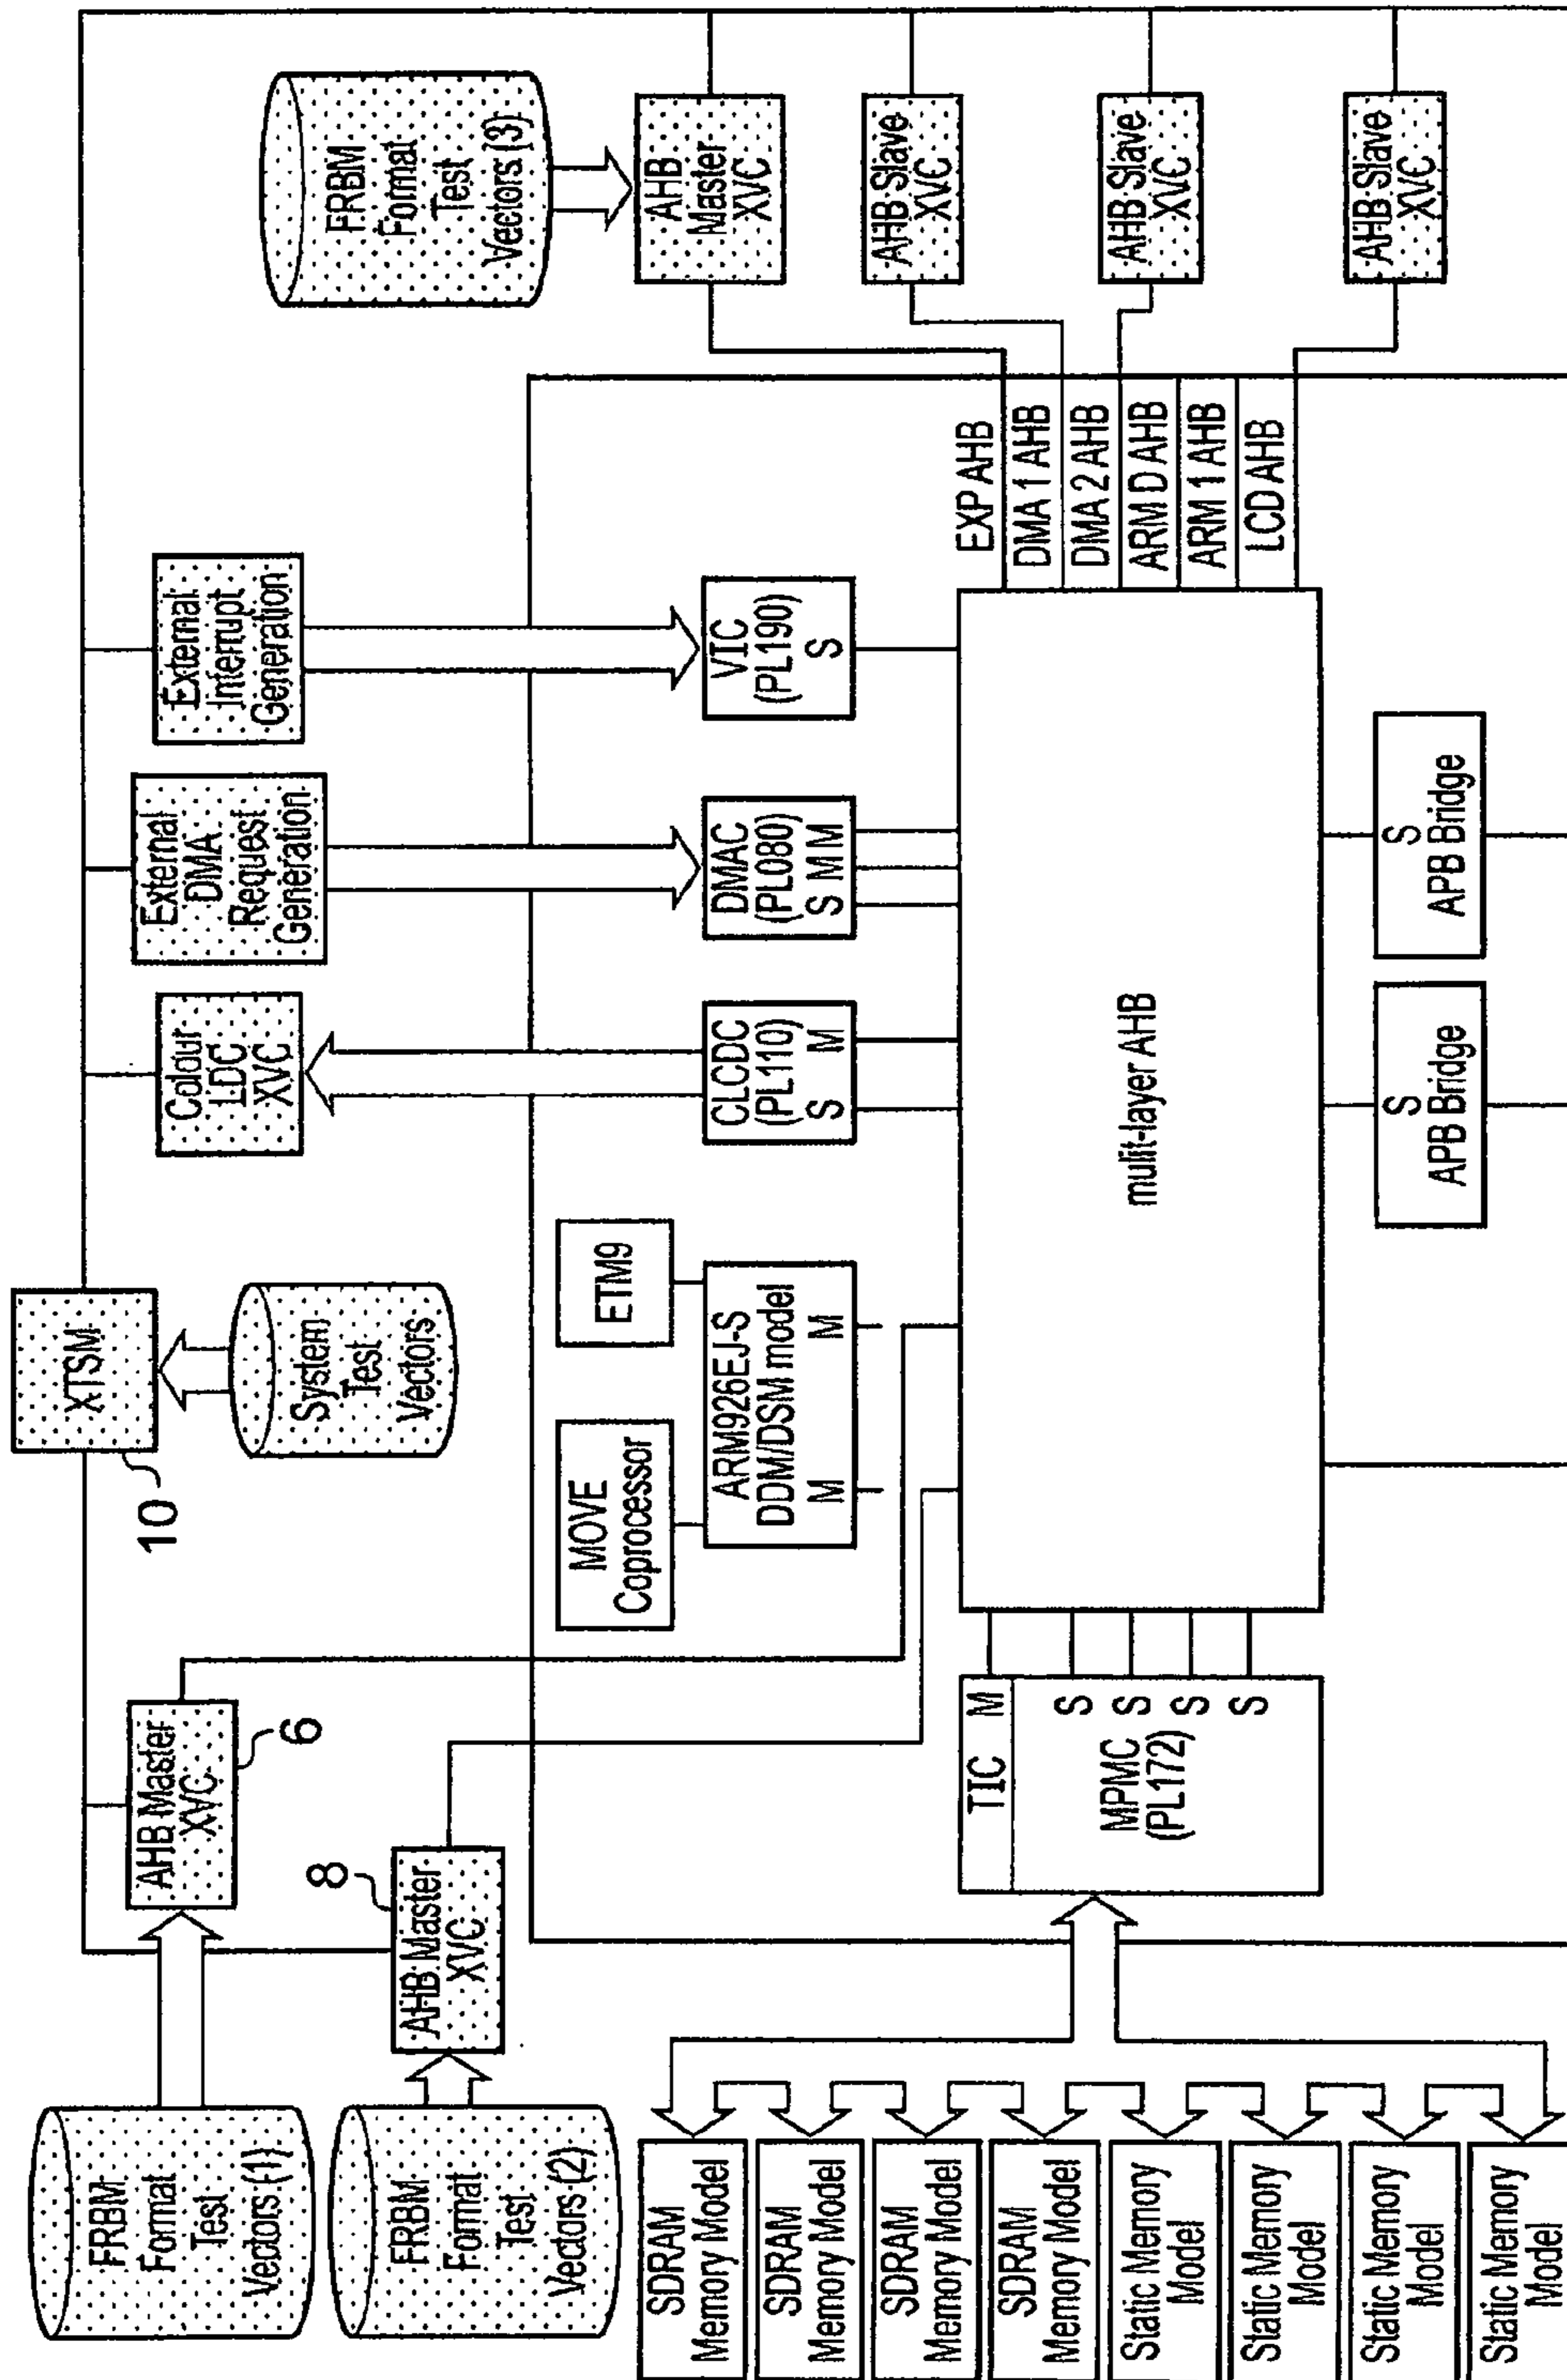 FRBM
Format
Test
Vectors (1)
AHB Master
XVC
6
XTSM
10
System
Test
Vectors
Colour
LDC
XVC
External
DMA
Request
Generation
External
Interrupt
Generation
FRBM
Format
Test
Vectors (3)
FRBM
Format
Test
Vectors (2)
AHB Master
XVC
8
MOVE
Coprocessor
ETM9
ARM926EJ-S
DDM/DSM model
M M
CLCDC
(PL110)
S M
DMAC
(PL080)
S M M
VIC
(PL190)
S
AHB
Master
XVC
AHB Slave
XVC
AHB Slave
XVC
AHB Slave
XVC
EXP AHB
DMA 1 AHB
DMA 2 AHB
ARM D AHB
ARM 1 AHB
LCD AHB
SDRAM
Memory Model
SDRAM
Memory Model
SDRAM
Memory Model
SDRAM
Memory Model
Static Memory
Model
Static Memory
Model
Static Memory
Model
Static Memory
Model
TIC M
MPMC
(PL172)
S
S
S
S
mulit-layer AHB
S
APB Bridge
S
APB Bridge